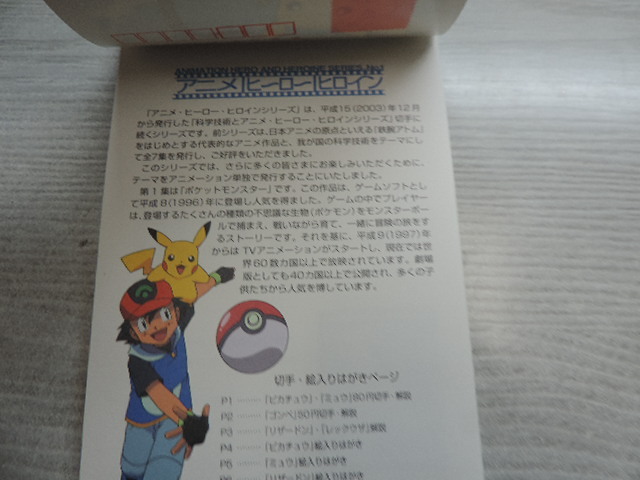 ANIMATION HERO AND HEROINE SERIES No.1
アニメ・ヒーロー・ヒロイン
「アニメ・ヒーロー・ヒロインシリーズ」は、平成15(2003)年12月
から発行した「科学技術とアニメ・ヒーロー・ヒロインシリーズ」切手に
続くシリーズです。前シリーズは、日本アニメの原点といえる「鉄腕アトム」
をはじめとする代表的なアニメ作品と、我が国の科学技術をテーマにし
て全7集を発行し、ご好評をいただきました。
このシリーズでは、さらに多くの皆さまにお楽しみいただくために、
テーマをアニメーション単独で発行することにいたしました。
第1集は「ポケットモンスター」です。この作品は、ゲームソフトとし
て平成8(1996)年に登場し人気を得ました。ゲームの中でプレイヤー
は、登場するたくさんの種類の不思議な生物(ポケモン)をモンスターボー
ルで捕まえ、戦いながら育て、一緒に冒険の旅をす
るストーリーです。それを基に、平成9(1997)年
からは TVアニメーションがスタートし、現在では世
界60数カ国以上で放映されています。劇場
版としても40カ国以上で公開され、多くの子
供たちから人気を博しています。
切手・絵入りはがきページ
P1 ……… 「ピカチュウ」・「ミュウ」80円切手・解説
P2 ……… 「ゴンベ」50円切手・解説
P3 ……… 「リザードン」・「レックウザ」解説
P4 ……… 「ピカチュウ」絵入りはがき
P5 ……… 「ミュウ」絵入りはがき
「リザードン」絵入りはがき